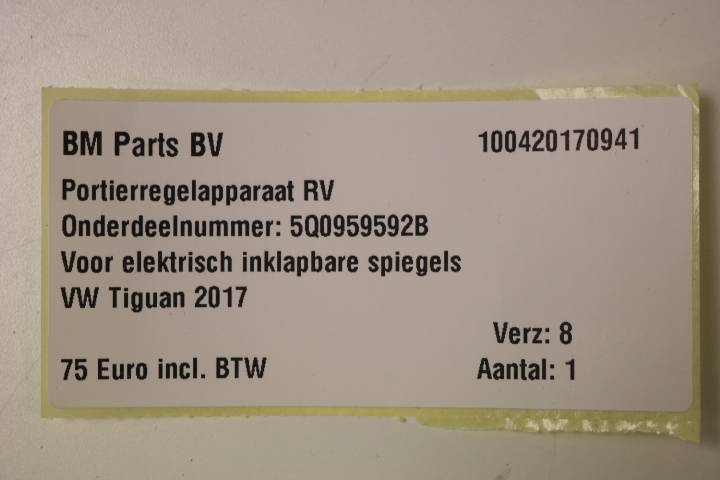 BM Parts BV 100420170941
Portierregelapparaat RV
Onderdeelnummer: 5Q0959592B
Voor elektrisch inklapbare spiegels
VW Tiguan 2017
Verz: 8
75 Euro incl. BTW Aantal: 1